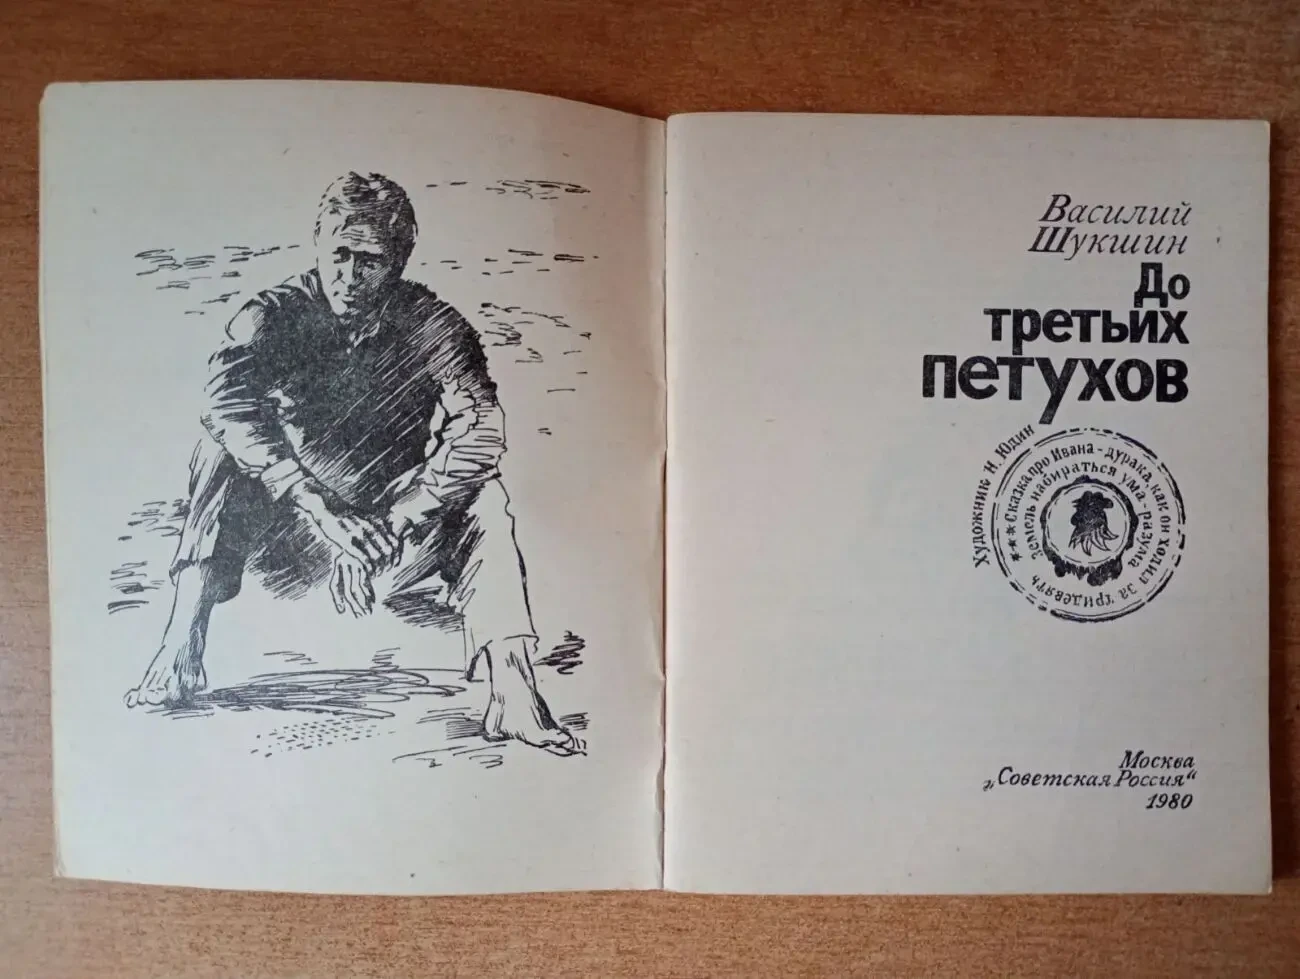 Василий
Шукшин
До
третьих
петухов
Художник Н. Юдин
★★★ Сказка про Ивана-дурака, как он ходил за тридевять
земель набираться ума-разума
Москва
„Советская Россия“
1980